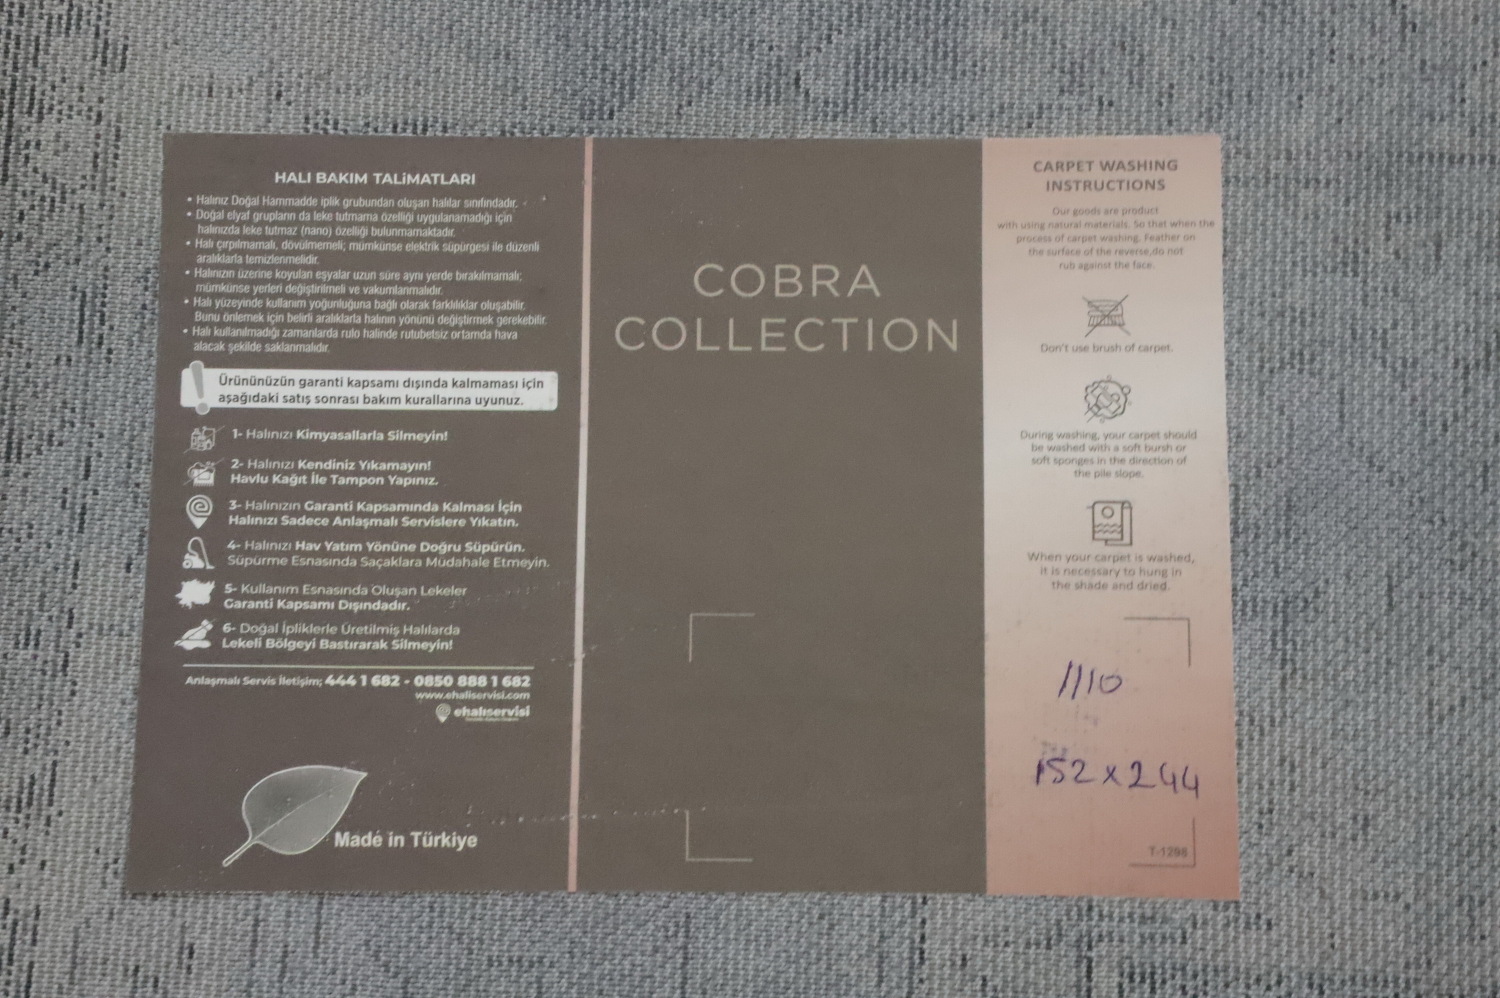 HALI BAKIM TALİMATLARI
• Halınız Doğal Hammadde iplik grubundan oluşan halılar sınıfındadır.
• Doğal elyaf grupların da leke tutmama özelliği uygulanamadığı için
halınızda leke tutmaz (nano) özelliği bulunmamaktadır.
• Halı çırpılmamalı, dövülmemeli; mümkünse elektrik süpürgesi ile düzenli
aralıklarla temizlenmelidir.
• Halınızın üzerine koyulan eşyalar uzun süre aynı yerde bırakılmamalı;
mümkünse yerleri değiştirilmeli ve vakumlanmalıdır.
• Halı yüzeyinde kullanım yoğunluğuna bağlı olarak farklılıklar oluşabilir.
Bunu önlemek için belirli aralıklarla halının yönünü değiştirmek gerekebilir.
• Halı kullanılmadığı zamanlarda rulo halinde rutubetsiz ortamda hava
alacak şekilde saklanmalıdır.
Ürününüzün garanti kapsamı dışında kalmaması için
aşağıdaki satış sonrası bakım kurallarına uyunuz.
1- Halınızı Kimyasallarla Silmeyin!
2- Halınızı Kendiniz Yıkamayın!
Havlu Kağıt İle Tampon Yapınız.
3- Halınızın Garanti Kapsamında Kalması İçin
Halınızı Sadece Anlaşmalı Servislere Yıkatın.
4- Halınızı Hav Yatım Yönüne Doğru Süpürün.
Süpürme Esnasında Saçaklara Müdahale Etmeyin.
5- Kullanım Esnasında Oluşan Lekeler
Garanti Kapsamı Dışındadır.
6- Doğal İpliklerle Üretilmiş Halılarda
Lekeli Bölgeyi Bastırarak Silmeyin!
Anlaşmalı Servis İletişim; 444 1 682 - 0850 888 1 682
www.ehaliservisi.com
ehalıservisi
Made in Türkiye
COBRA
COLLECTION
CARPET WASHING
INSTRUCTIONS
Our goods are product
with using natural materials. So that when the
process of carpet washing. Feather on
the surface of the reverse,do not
rub against the face.
Don't use brush of carpet.
During washing, your carpet should
be washed with a soft bursh or
soft sponges in the direction of
the pile slope.
When your carpet is washed,
it is necessary to hung in
the shade and dried.
1110
152 x 244
T-1298